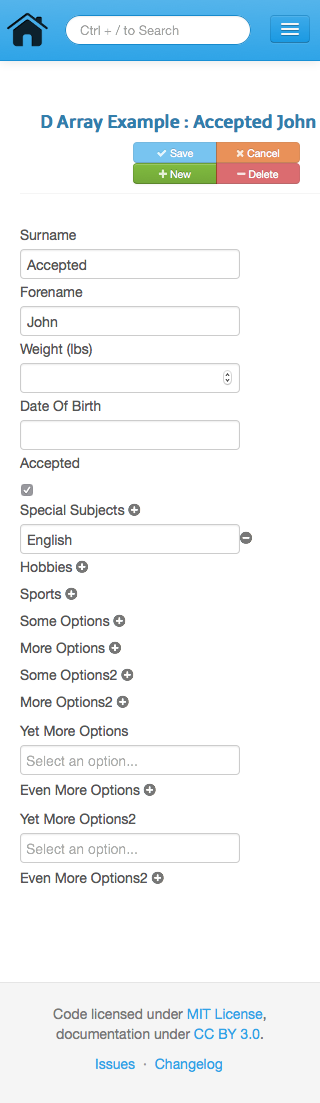 Ctrl + / to Search
D Array Example : Accepted John
Save Cancel
New Delete
Surname
Accepted
Forename
John
Weight (lbs)
Date Of Birth
Accepted
Special Subjects
English
Hobbies
Sports
Some Options
More Options
Some Options2
More Options2
Yet More Options
Select an option...
Even More Options
Yet More Options2
Select an option...
Even More Options2
Code licensed under MIT License,
documentation under CC BY 3.0.
Issues · Changelog